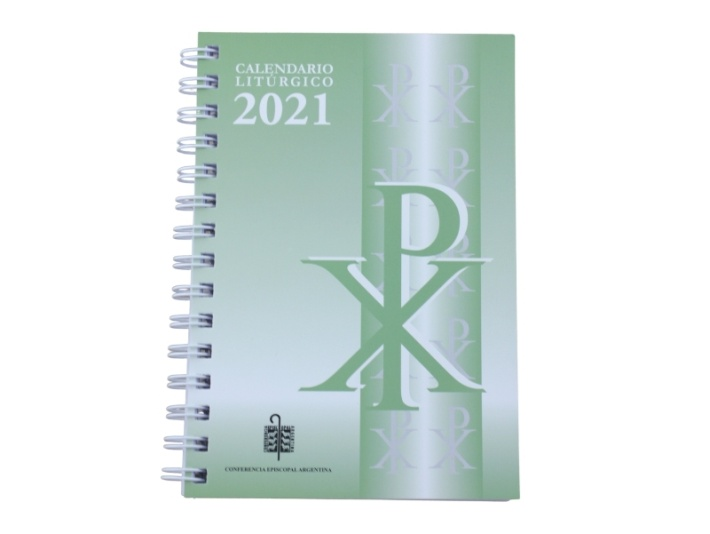 CALENDARIO
LITÚRGICO
2021
CONFERENCIA EPISCOPAL ARGENTINA